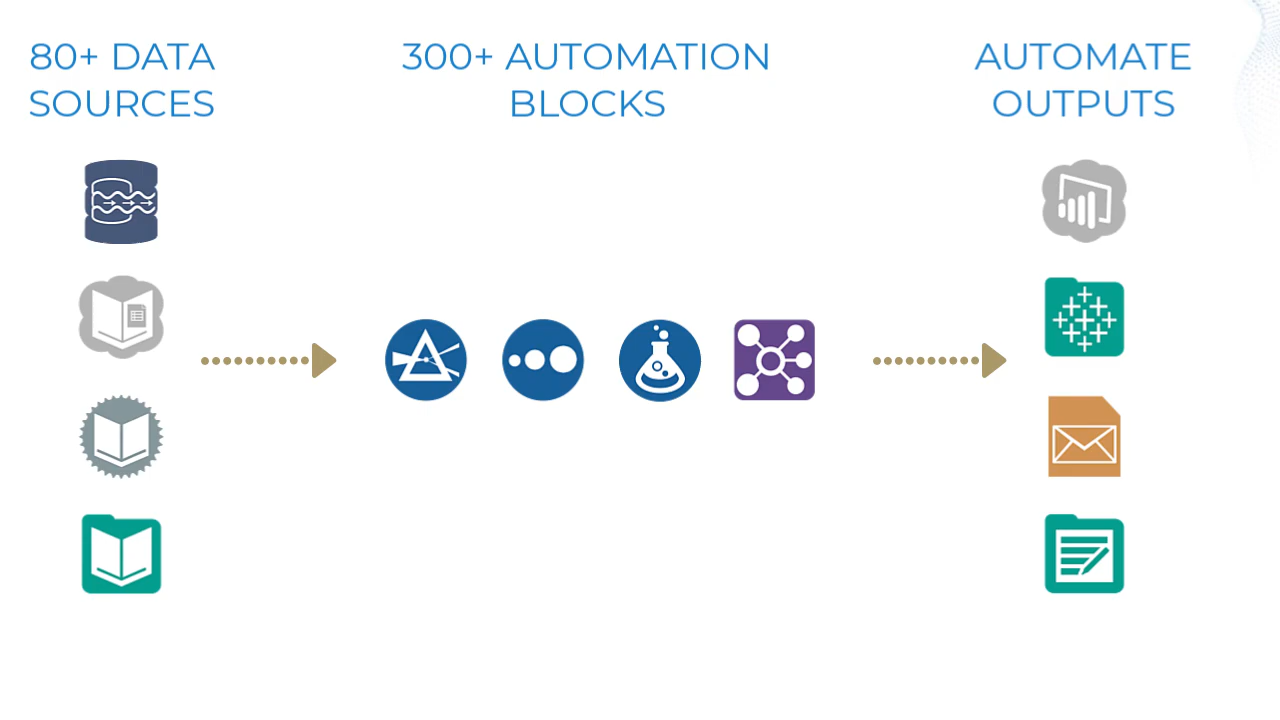 80+ DATA
SOURCES
300+ AUTOMATION
BLOCKS
AUTOMATE
OUTPUTS